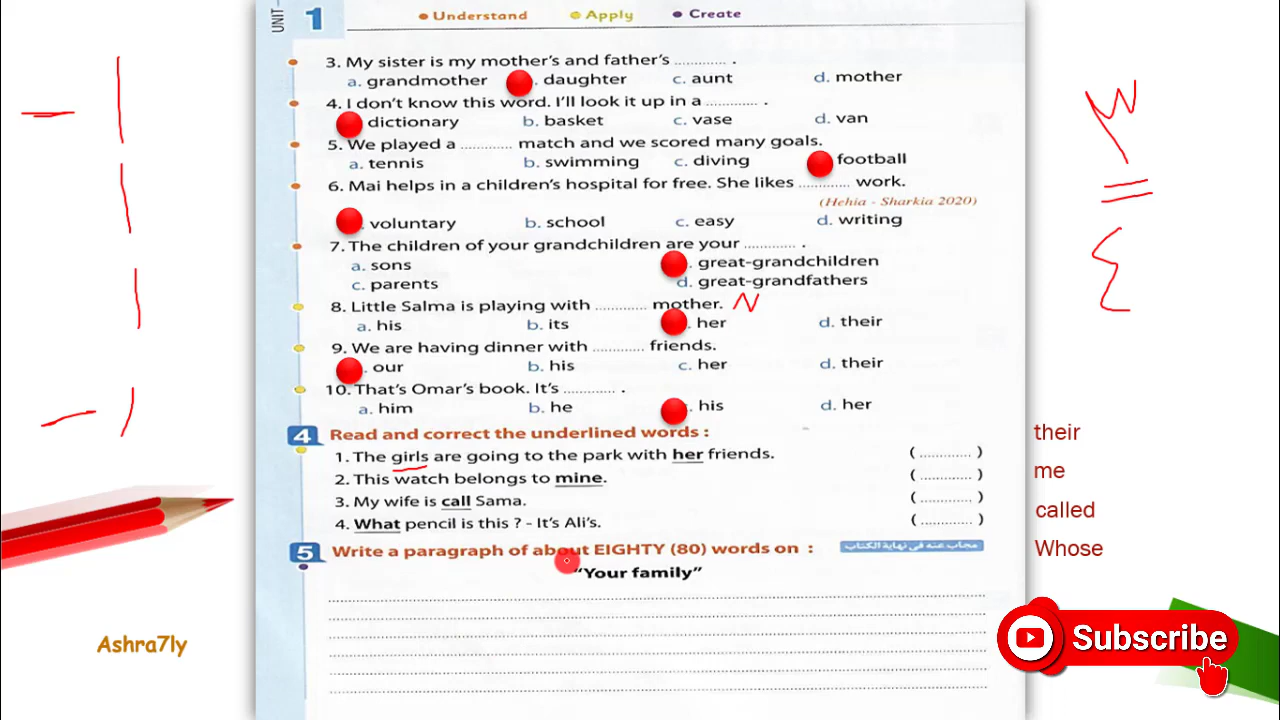 UNIT
1
Understand Apply Create
3. My sister is my mother's and father's ............ .
a. grandmother . daughter c. aunt d. mother
4. I don't know this word. I'll look it up in a ............ .
dictionary b. basket c. vase d. van
5. We played a ............ match and we scored many goals.
a. tennis b. swimming c. diving football
6. Mai helps in a children's hospital for free. She likes ............ work.
(Hehia - Sharkia 2020)
. voluntary b. school c. easy d. writing
7. The children of your grandchildren are your ............ .
a. sons . great-grandchildren
c. parents d. great-grandfathers
8. Little Salma is playing with ............ mother. N
a. his b. its . her d. their
9. We are having dinner with ............ friends.
. our b. his c. her d. their
10. That's Omar's book. It's ............ .
a. him b. he . his d. her
4 Read and correct the underlined words :
1. The girls are going to the park with her friends. (............) their
2. This watch belongs to mine. (............) me
3. My wife is call Sama. (............) called
4. What pencil is this ? - It's Ali's. (............) Whose
5 Write a paragraph of about EIGHTY (80) words on : مجاب عنه فى نهاية الكتاب
"Your family"
Ashra7ly
Subscribe